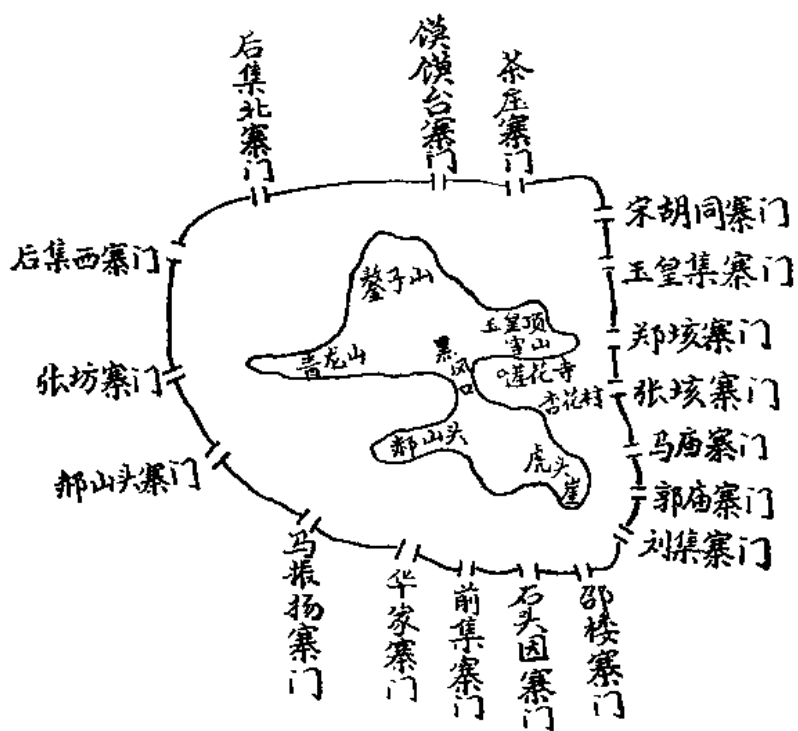 后集北寨门
馍馍台寨门
茶庄寨门
宋胡同寨门
玉皇集寨门
郑垓寨门
张垓寨门
马庙寨门
郭庙寨门
刘集寨门
邵楼寨门
石头园寨门
前集寨门
华家寨门
马振扬寨门
郝山头寨门
张坊寨门
后集西寨门
鏊子山
玉皇顶
雪山
青龙山
黑风口
莲花寺
杏花村
郝山头
虎头崖